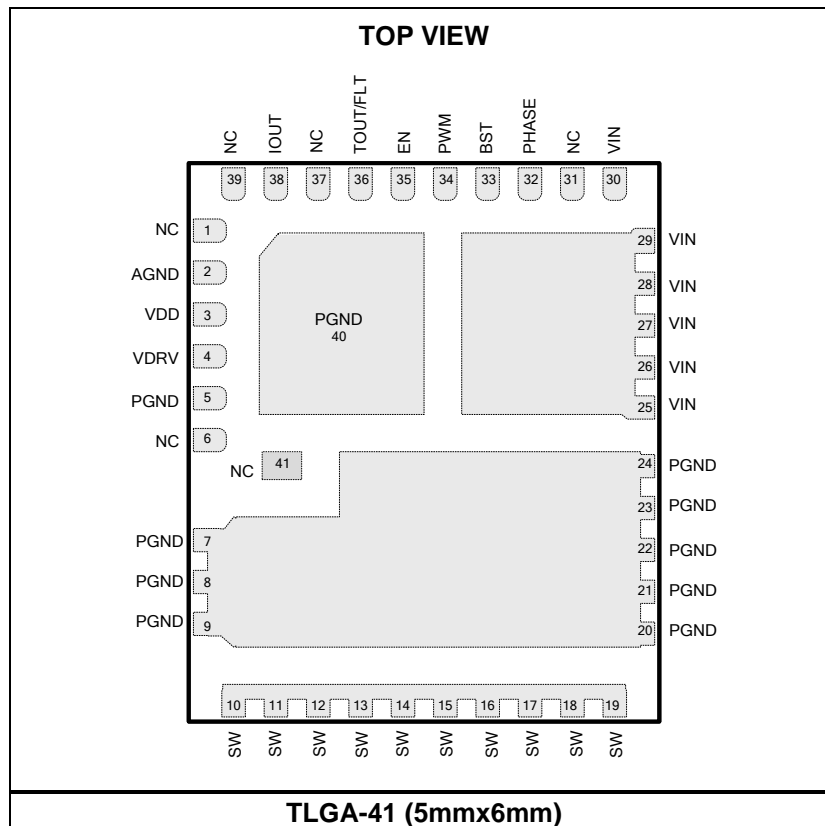 TOP VIEW
NC IOUT NC TOUT/FLT EN PWM BST PHASE NC VIN
39 38 37 36 35 34 33 32 31 30
NC 1
AGND 2
VDD 3
VDRV 4
PGND 5
NC 6
PGND
40
29 VIN
28 VIN
27 VIN
26 VIN
25 VIN
NC 41
24 PGND
23 PGND
22 PGND
21 PGND
20 PGND
PGND 7
PGND 8
PGND 9
10 11 12 13 14 15 16 17 18 19
SW SW SW SW SW SW SW SW SW SW
TLGA-41 (5mmx6mm)